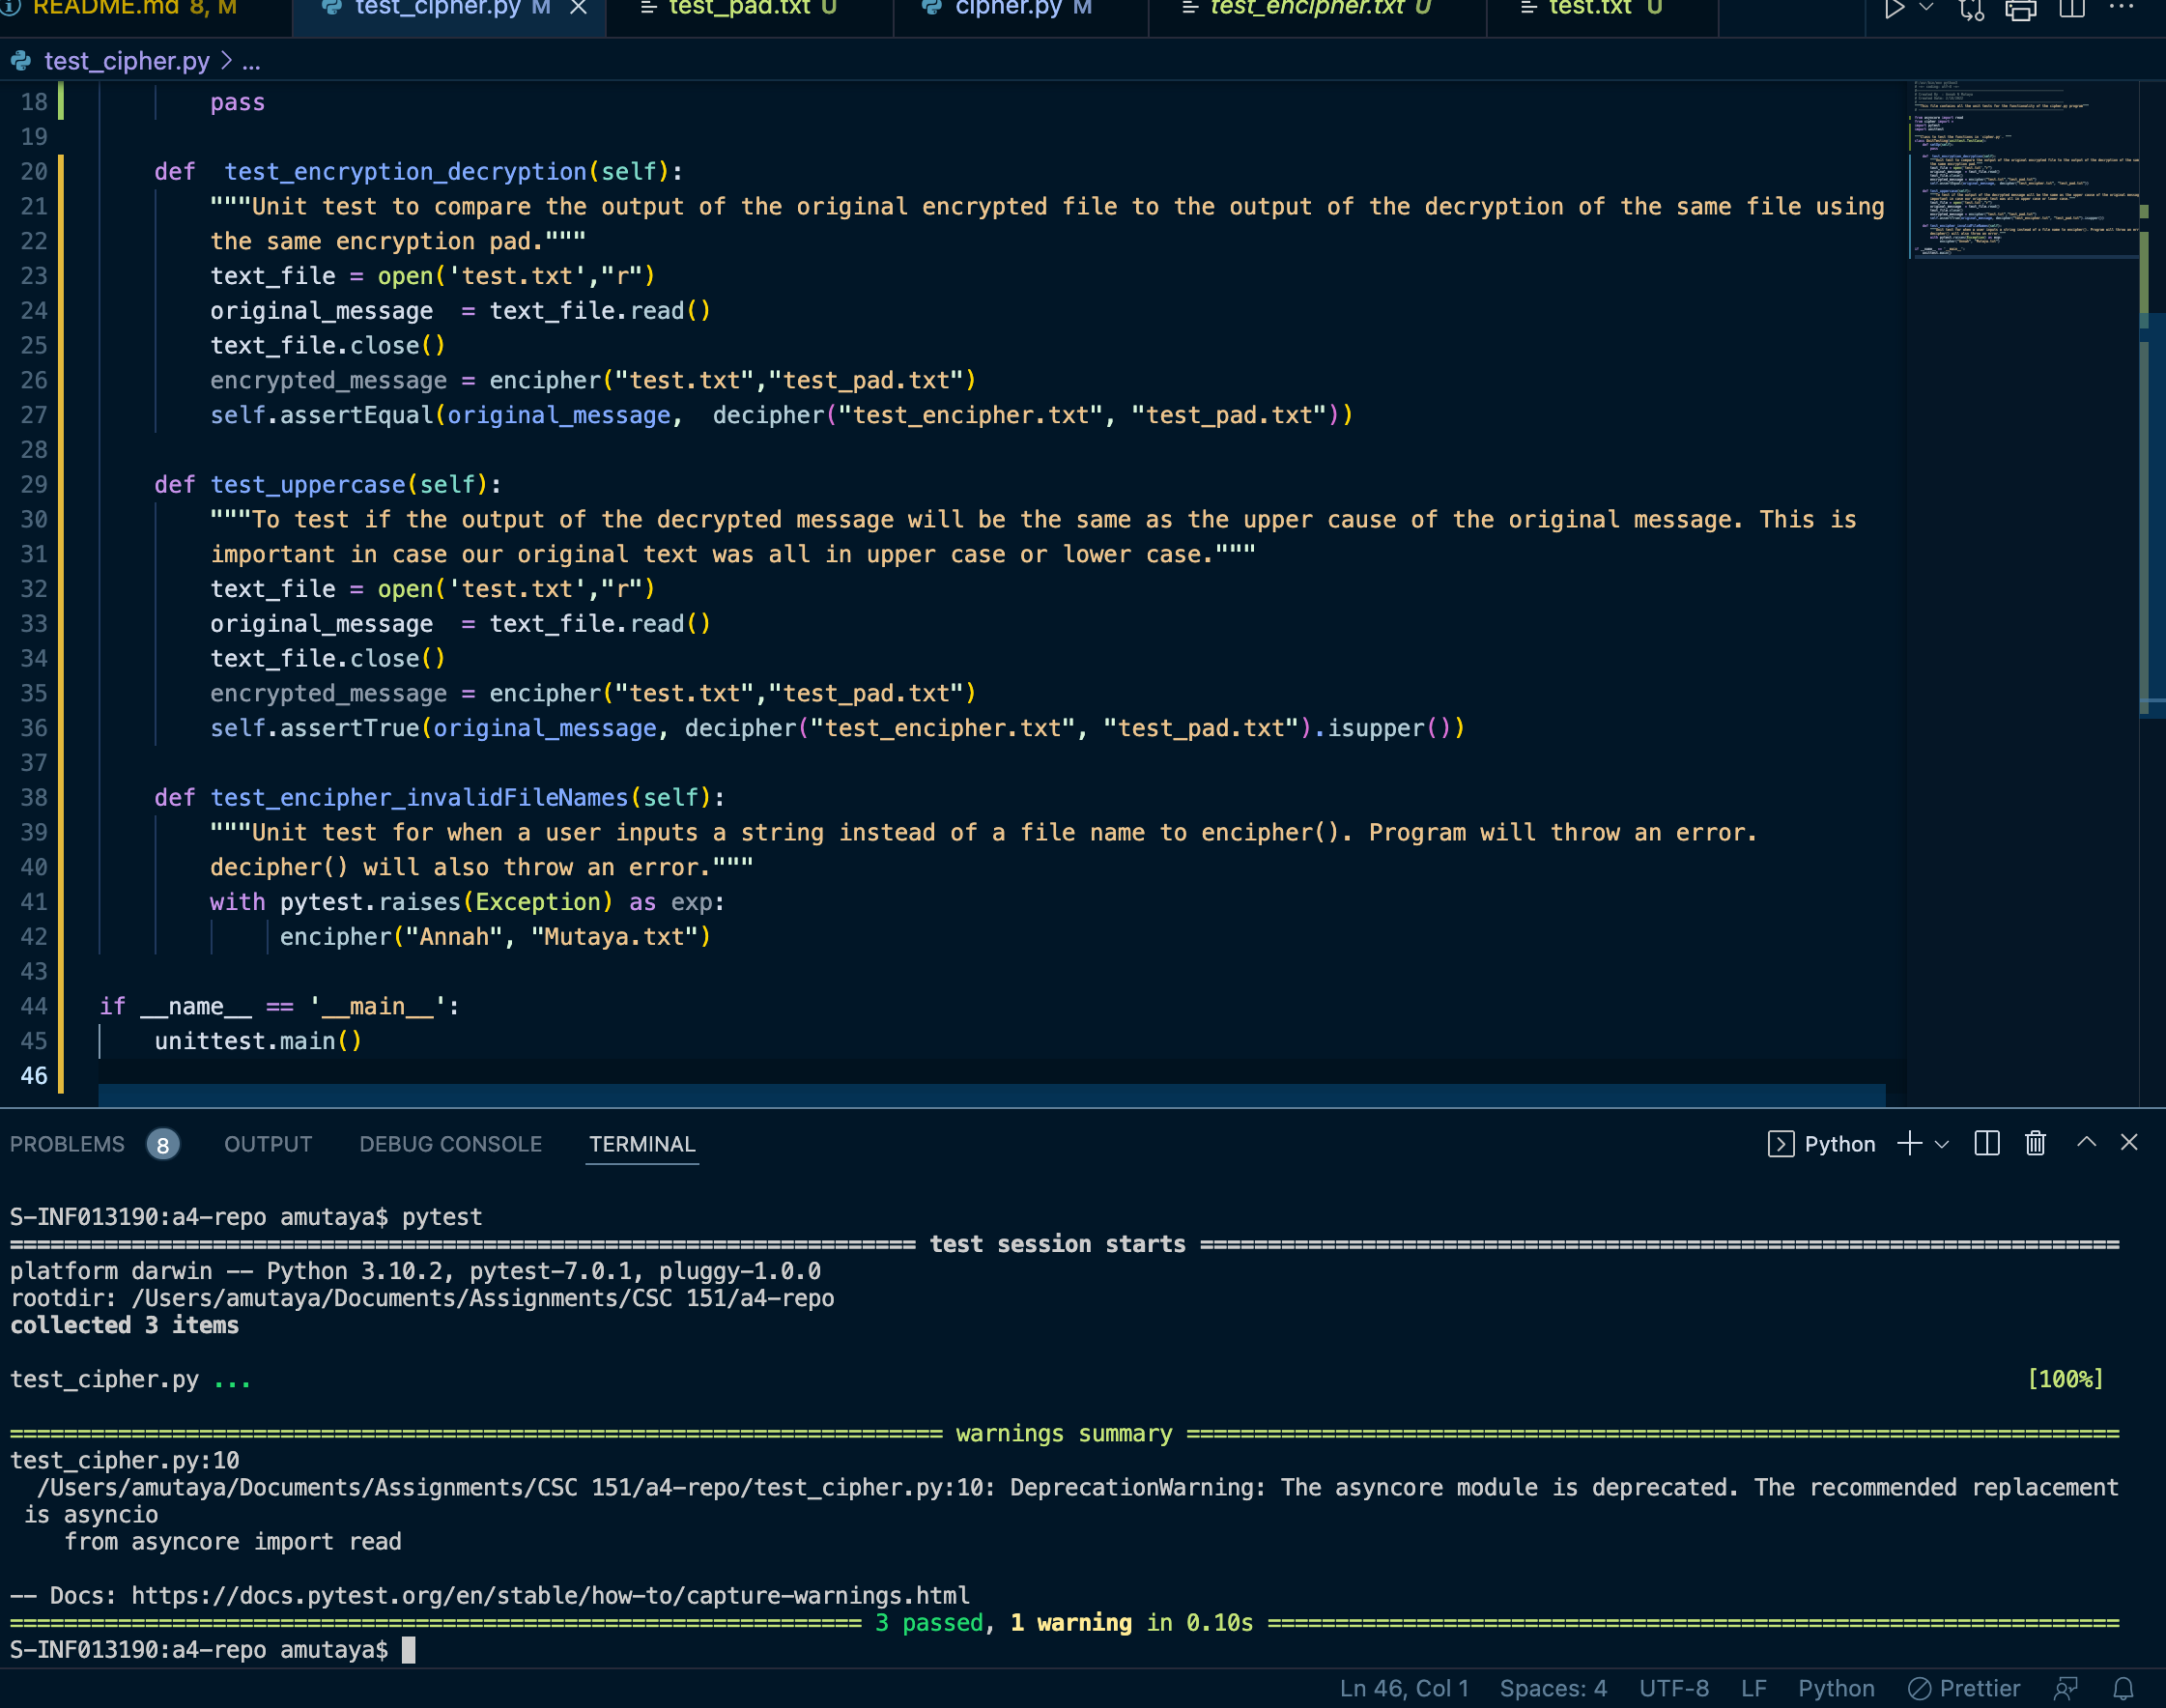 README.md 8, M test_cipher.py M test_pad.txt U cipher.py M test_encipher.txt U test.txt U
test_cipher.py > ...
18 pass
19
20 def  test_encryption_decryption(self):
21 """Unit test to compare the output of the original encrypted file to the output of the decryption of the same file using
22 the same encryption pad."""
23 text_file = open('test.txt',"r")
24 original_message  = text_file.read()
25 text_file.close()
26 encrypted_message = encipher("test.txt","test_pad.txt")
27 self.assertEqual(original_message,  decipher("test_encipher.txt", "test_pad.txt"))
28
29 def test_uppercase(self):
30 """To test if the output of the decrypted message will be the same as the upper cause of the original message. This is
31 important in case our original text was all in upper case or lower case."""
32 text_file = open('test.txt',"r")
33 original_message  = text_file.read()
34 text_file.close()
35 encrypted_message = encipher("test.txt","test_pad.txt")
36 self.assertTrue(original_message, decipher("test_encipher.txt", "test_pad.txt").isupper())
37
38 def test_encipher_invalidFileNames(self):
39 """Unit test for when a user inputs a string instead of a file name to encipher(). Program will throw an error.
40 decipher() will also throw an error."""
41 with pytest.raises(Exception) as exp:
42 encipher("Annah", "Mutaya.txt")
43
44 if __name__ == '__main__':
45 unittest.main()
46
PROBLEMS 8 OUTPUT DEBUG CONSOLE TERMINAL Python
S-INF013190:a4-repo amutaya$ pytest
test session starts
platform darwin -- Python 3.10.2, pytest-7.0.1, pluggy-1.0.0
rootdir: /Users/amutaya/Documents/Assignments/CSC 151/a4-repo
collected 3 items
test_cipher.py ... [100%]
warnings summary
test_cipher.py:10
/Users/amutaya/Documents/Assignments/CSC 151/a4-repo/test_cipher.py:10: DeprecationWarning: The asyncore module is deprecated. The recommended replacement
is asyncio
from asyncore import read
-- Docs: https://docs.pytest.org/en/stable/how-to/capture-warnings.html
3 passed, 1 warning in 0.10s
S-INF013190:a4-repo amutaya$
Ln 46, Col 1 Spaces: 4 UTF-8 LF Python Prettier